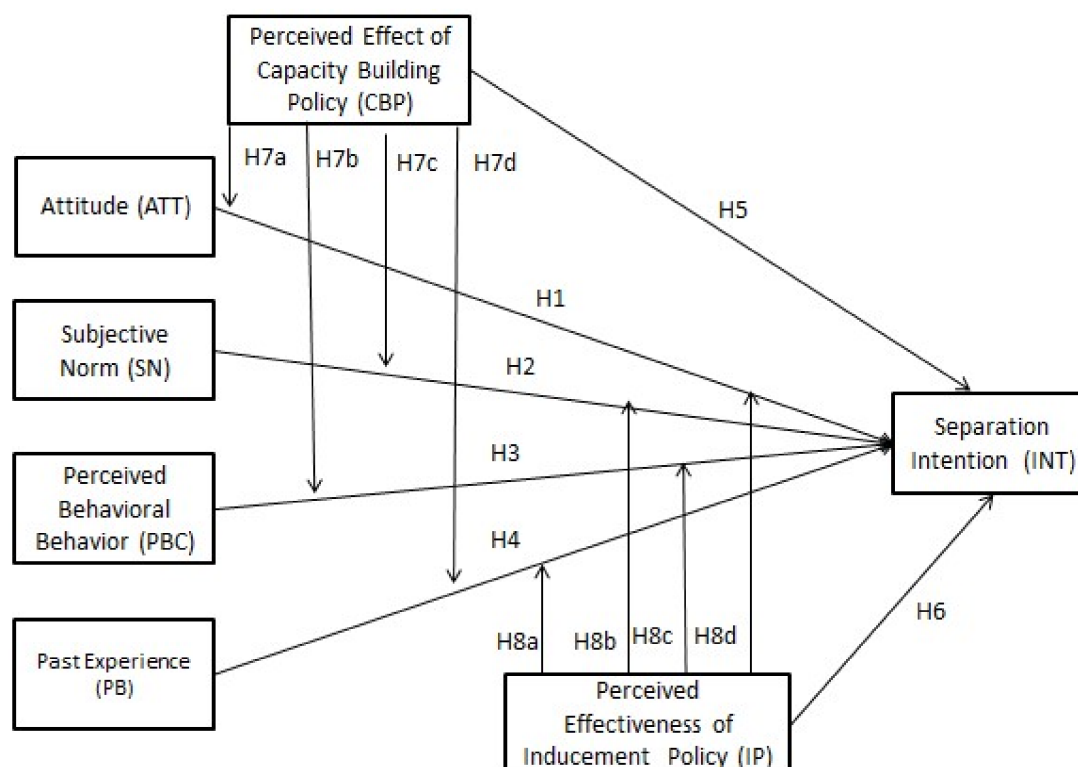 Perceived Effect of
Capacity Building
Policy (CBP)
H7a
H7b
H7c
H7d
Attitude (ATT)
H5
H1
Subjective
Norm (SN)
H2
Separation
Intention (INT)
Perceived
Behavioral
Behavior (PBC)
H3
H4
Past Experience
(PB)
H8a
H8b
H8c
H8d
H6
Perceived
Effectiveness of
Inducement Policy (IP)